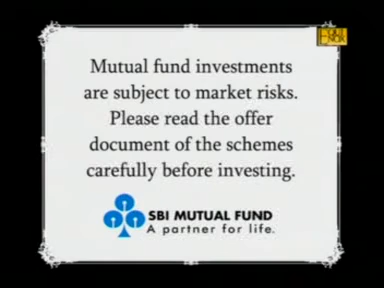 Mutual fund investments
are subject to market risks.
Please read the offer
document of the schemes
carefully before investing.
SBI MUTUAL FUND
A partner for life.